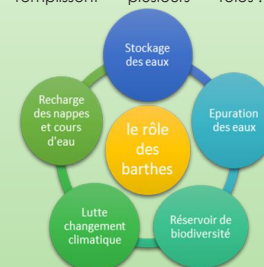 remplissent plusieurs rôles :
Stockage
des eaux
Epuration
des eaux
Réservoir de
biodiversité
Lutte
changement
climatique
Recharge
des nappes
et cours
d'eau
le rôle
des
barthes